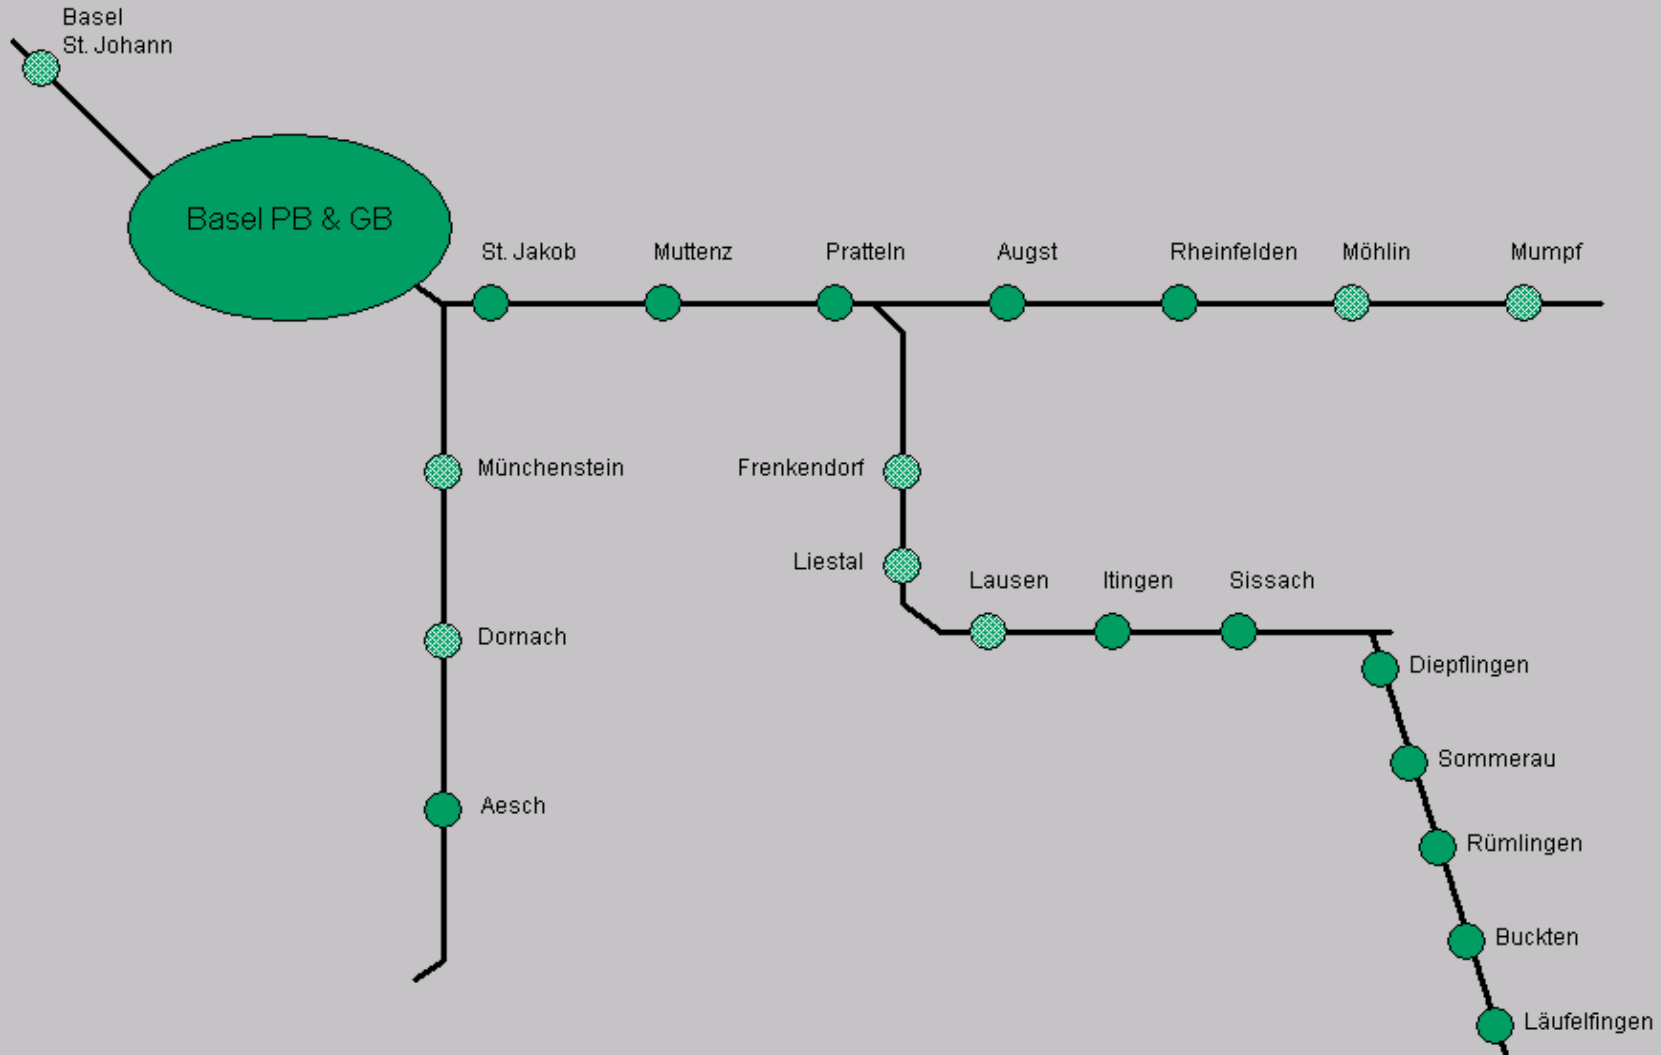 Basel
St. Johann
Basel PB & GB
St. Jakob
Muttenz
Pratteln
Augst
Rheinfelden
Möhlin
Mumpf
Münchenstein
Frenkendorf
Liestal
Lausen
Itingen
Sissach
Dornach
Diepflingen
Sommerau
Aesch
Rümlingen
Buckten
Läufelfingen